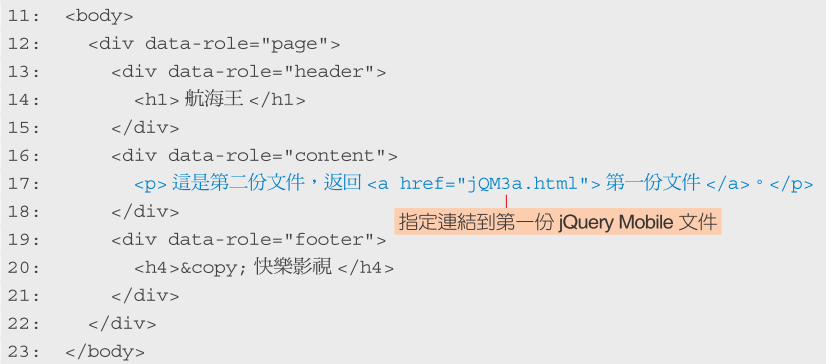 11: <body>
12: <div data-role="page">
13: <div data-role="header">
14: <h1> 航海王 </h1>
15: </div>
16: <div data-role="content">
17: <p> 這是第二份文件，返回 <a href="jQM3a.html"> 第一份文件 </a>。</p>
18: </div>
指定連結到第一份 jQuery Mobile 文件
19: <div data-role="footer">
20: <h4>&copy; 快樂影視 </h4>
21: </div>
22: </div>
23: </body>